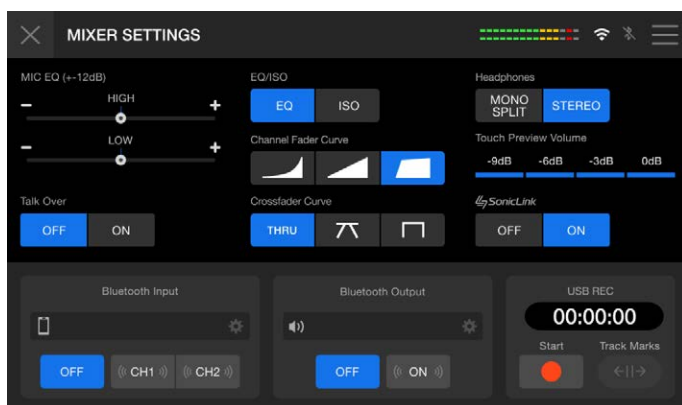 MIXER SETTINGS
MIC EQ (+-12dB)
HIGH
- +
LOW
- +
Talk Over
OFF ON
EQ/ISO
EQ ISO
Channel Fader Curve
Crossfader Curve
THRU
Headphones
MONO SPLIT STEREO
Touch Preview Volume
-9dB -6dB -3dB 0dB
SonicLink
OFF ON
Bluetooth Input
OFF CH1 CH2
Bluetooth Output
OFF ON
USB REC
00:00:00
Start Track Marks